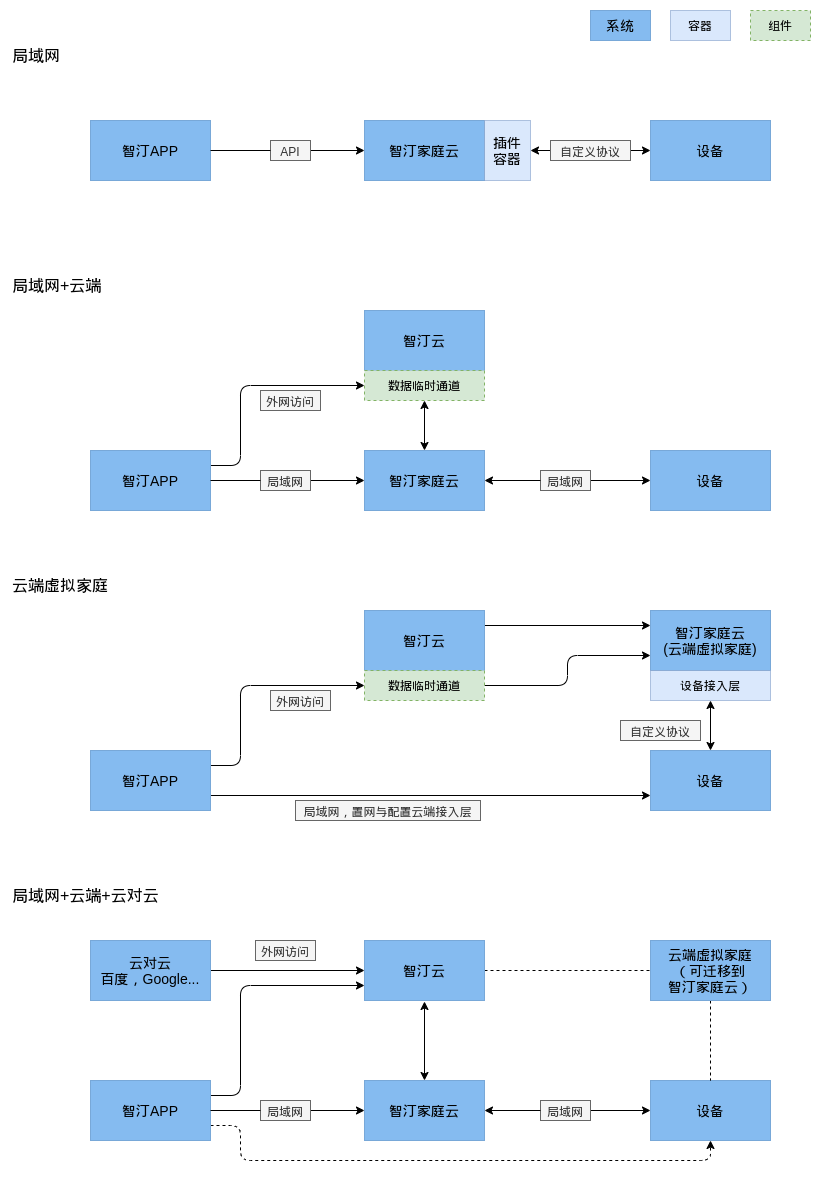 系统
容器
组件
局域网
智汀APP
API
智汀家庭云
插件
容器
自定义协议
设备
局域网+云端
智汀云
数据临时通道
外网访问
智汀APP
局域网
智汀家庭云
局域网
设备
云端虚拟家庭
智汀云
数据临时通道
智汀家庭云
(云端虚拟家庭)
设备接入层
外网访问
自定义协议
智汀APP
设备
局域网，置网与配置云端接入层
局域网+云端+云对云
云对云
百度，Google...
外网访问
智汀云
云端虚拟家庭
（可迁移到
智汀家庭云）
智汀APP
局域网
智汀家庭云
局域网
设备